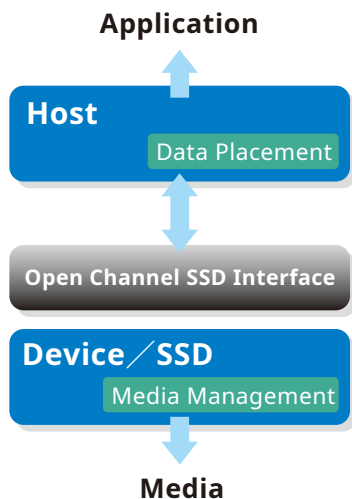 Application
Host
Data Placement
Open Channel SSD Interface
Device／SSD
Media Management
Media